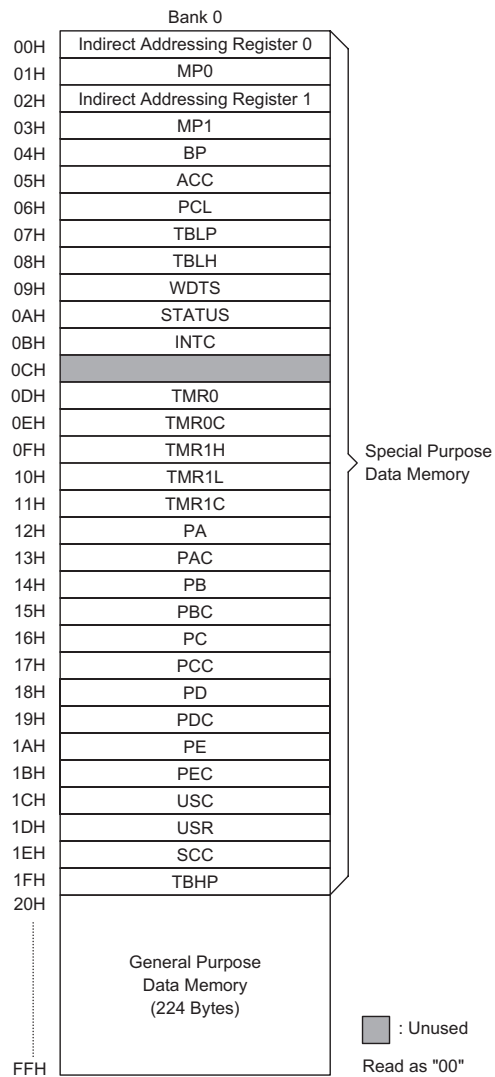 Bank 0
00H Indirect Addressing Register 0
01H MP0
02H Indirect Addressing Register 1
03H MP1
04H BP
05H ACC
06H PCL
07H TBLP
08H TBLH
09H WDTS
0AH STATUS
0BH INTC
0CH
0DH TMR0
0EH TMR0C
0FH TMR1H
10H TMR1L
11H TMR1C
12H PA
13H PAC
14H PB
15H PBC
16H PC
17H PCC
18H PD
19H PDC
1AH PE
1BH PEC
1CH USC
1DH USR
1EH SCC
1FH TBHP
20H
Special Purpose
Data Memory
General Purpose
Data Memory
(224 Bytes)
FFH
: Unused
Read as "00"